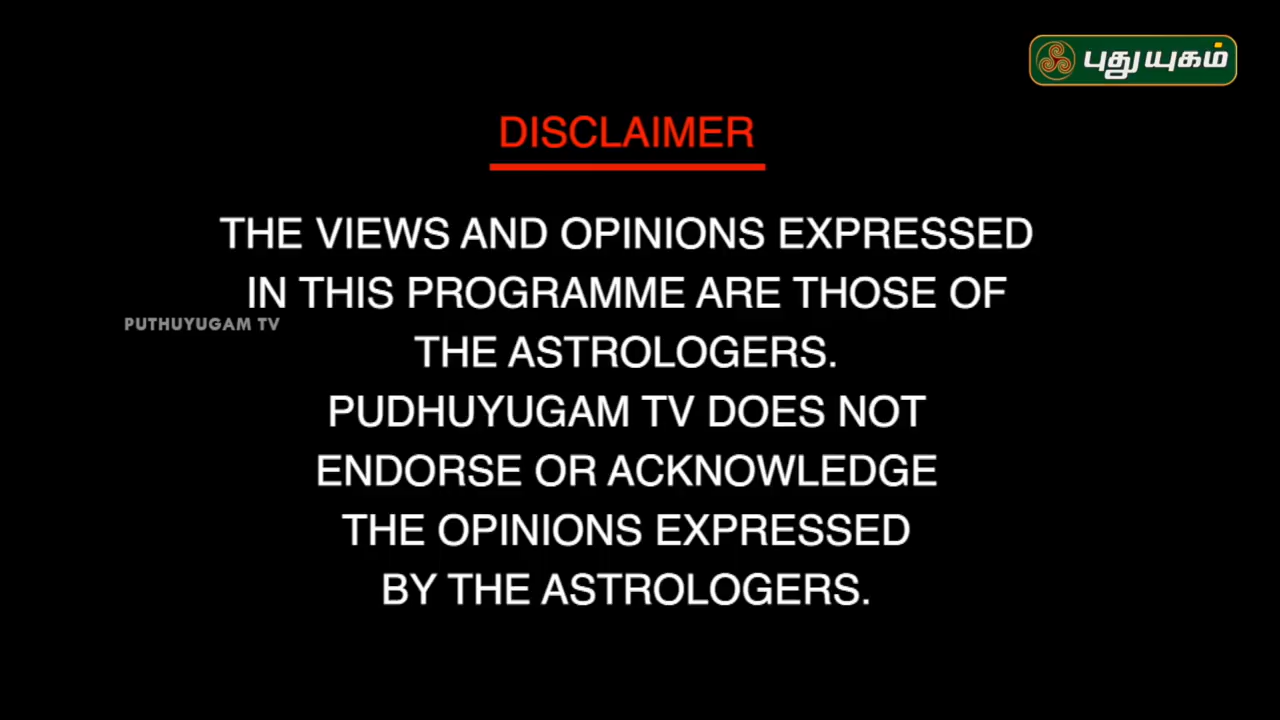 புதுயுகம்
DISCLAIMER
THE VIEWS AND OPINIONS EXPRESSED
IN THIS PROGRAMME ARE THOSE OF
PUTHUYUGAM TV
THE ASTROLOGERS.
PUDHUYUGAM TV DOES NOT
ENDORSE OR ACKNOWLEDGE
THE OPINIONS EXPRESSED
BY THE ASTROLOGERS.